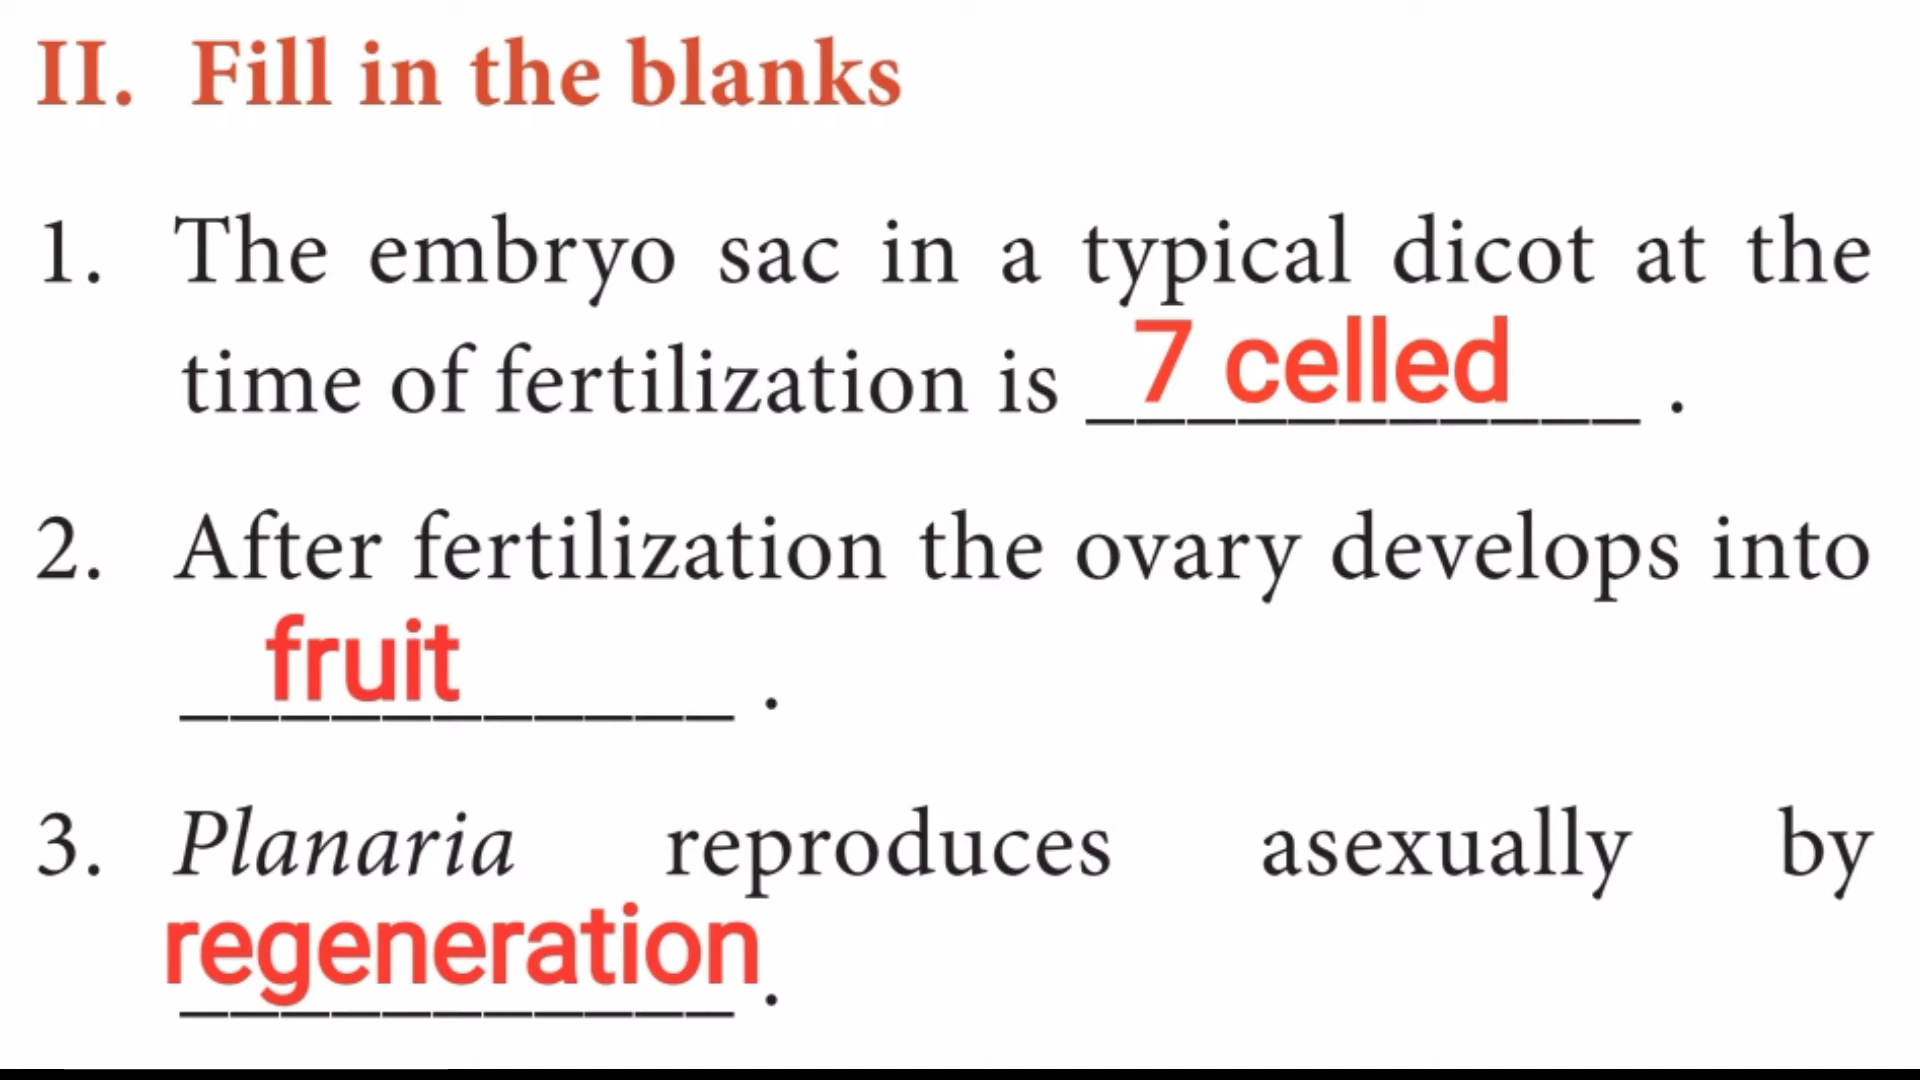 II. Fill in the blanks
1. The embryo sac in a typical dicot at the
time of fertilization is 7 celled .
2. After fertilization the ovary develops into
fruit .
3. Planaria reproduces asexually by
regeneration .